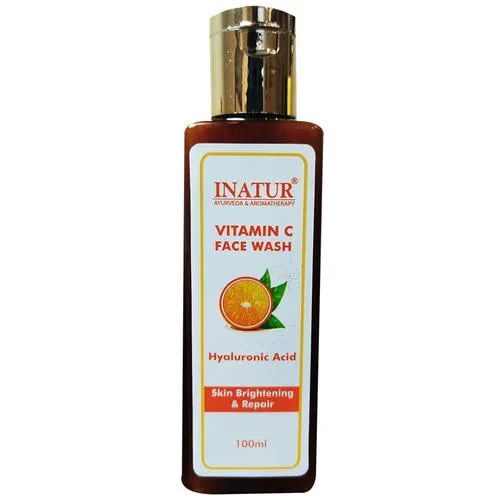 INATUR®
AYURVEDA & AROMATHERAPY
VITAMIN C
FACE WASH
Hyaluronic Acid
Skin Brightening
& Repair
100ml